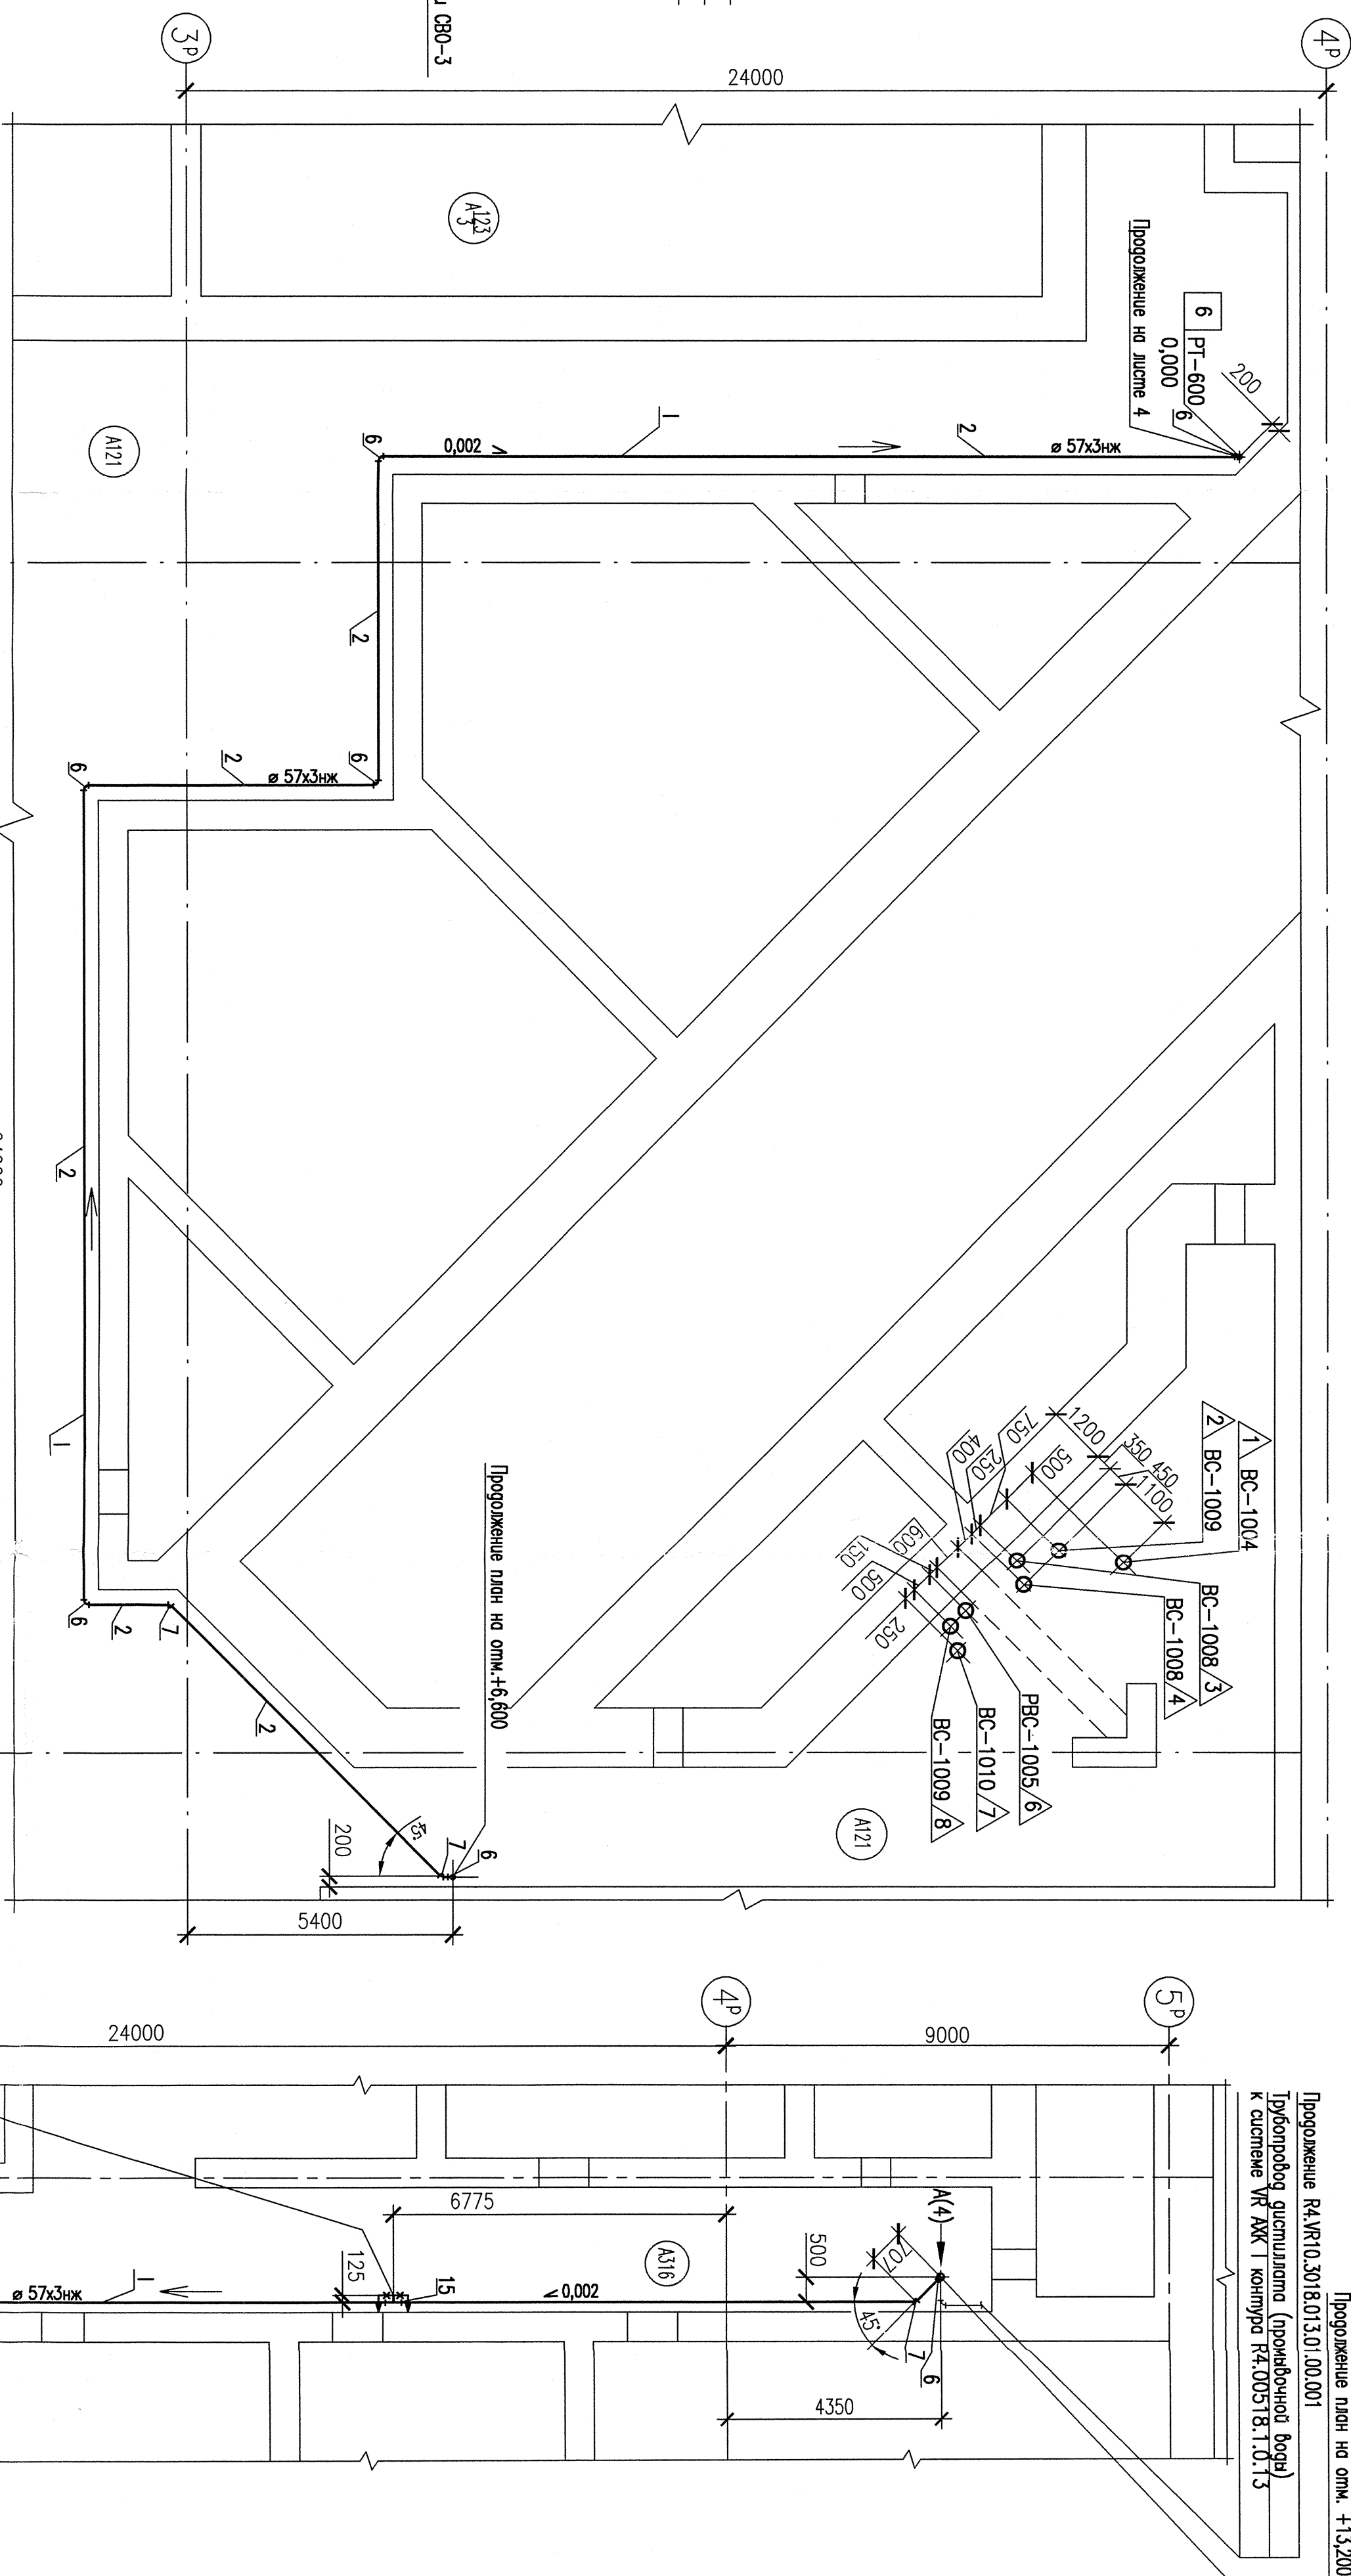 и СВО-3
3р
4р
24000
А123
3
А121
Продолжение на листе 4
6
РТ-600
0,000
6
200
6
0,002
1
2
ø 57х3нж
2
6
2
ø 57х3нж
6
2
1
6
2
7
2
Продолжение план на отм.+6,600
45°
7
6
200
5400
1 ВС-1004
2 ВС-1009
ВС-1008 3
ВС-1008 4
РВС-1005 6
ВС-1010 7
ВС-1009 8
1200
350
450
1100
500
750
250
400
600
150
500
250
А121
4р
5р
24000
9000
Продолжение план на отм. +13,200
Продолжение R4.VR10.3018.013.01.00.001
Трубопровод дистиллата (промывочной воды)
к системе VR АЖК I контура R4.00518.1.0.13
6775
А(4)
А316
707
500
125
15
ø 57х3нж
1
0,002
45°
7
6
4350